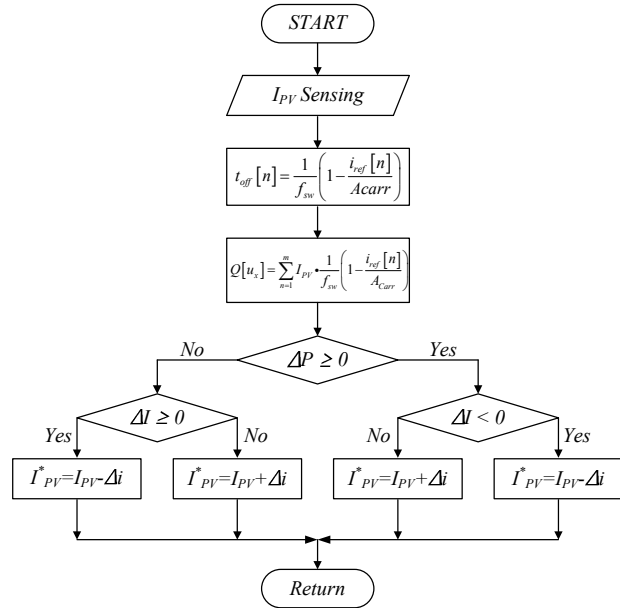 START
I_PV Sensing
t_off [n] = 1/f_sw (1 - i_ref [n]/Acarr)
Q[u_x] = ∑_{n=1}^{m} I_PV • 1/f_sw (1 - i_ref [n]/A_Carr)
No ΔP ≥ 0 Yes
ΔI ≥ 0 ΔI < 0
Yes No No Yes
I*_PV=I_PV-Δi I*_PV=I_PV+Δi I*_PV=I_PV+Δi I*_PV=I_PV-Δi
Return